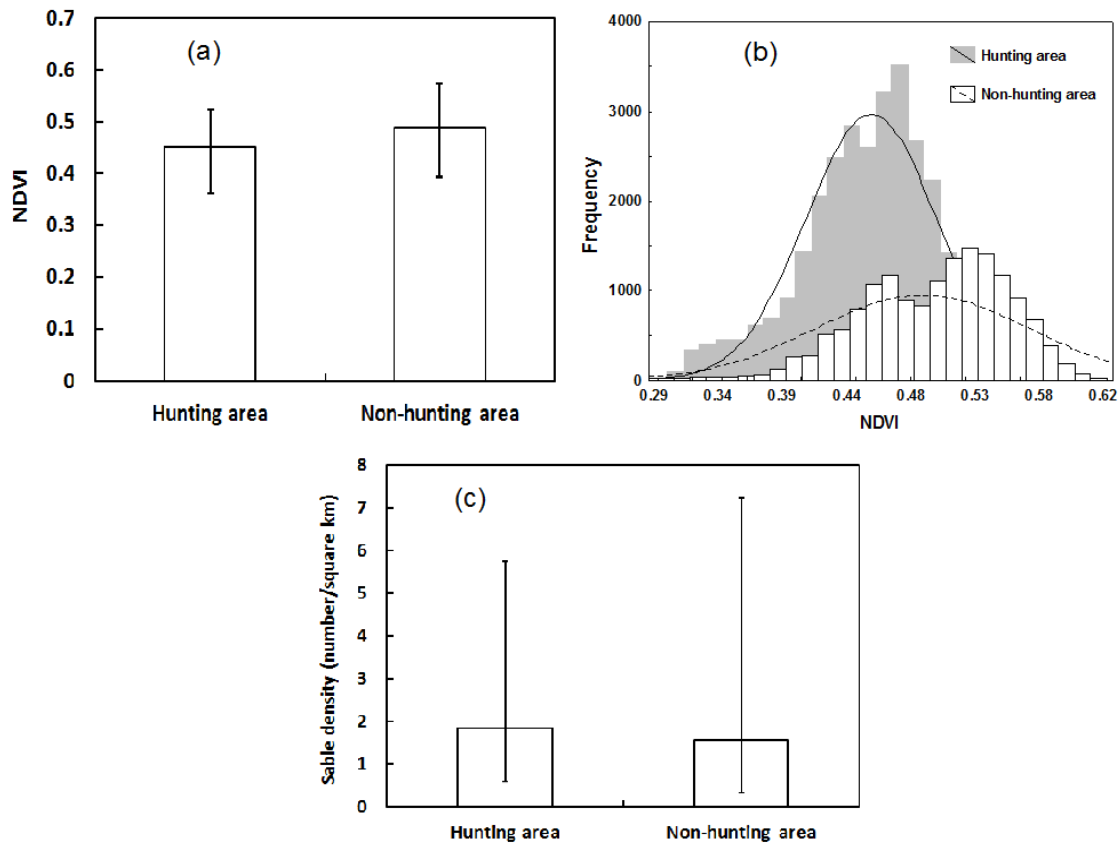 (a)
NDVI
0.7
0.6
0.5
0.4
0.3
0.2
0.1
0
Hunting area
Non-hunting area
(b)
Frequency
4000
3000
2000
1000
0
Hunting area
Non-hunting area
0.29
0.34
0.39
0.44
0.48
0.53
0.58
0.62
NDVI
(c)
Sable density (number/square km)
8
7
6
5
4
3
2
1
0
Hunting area
Non-hunting area